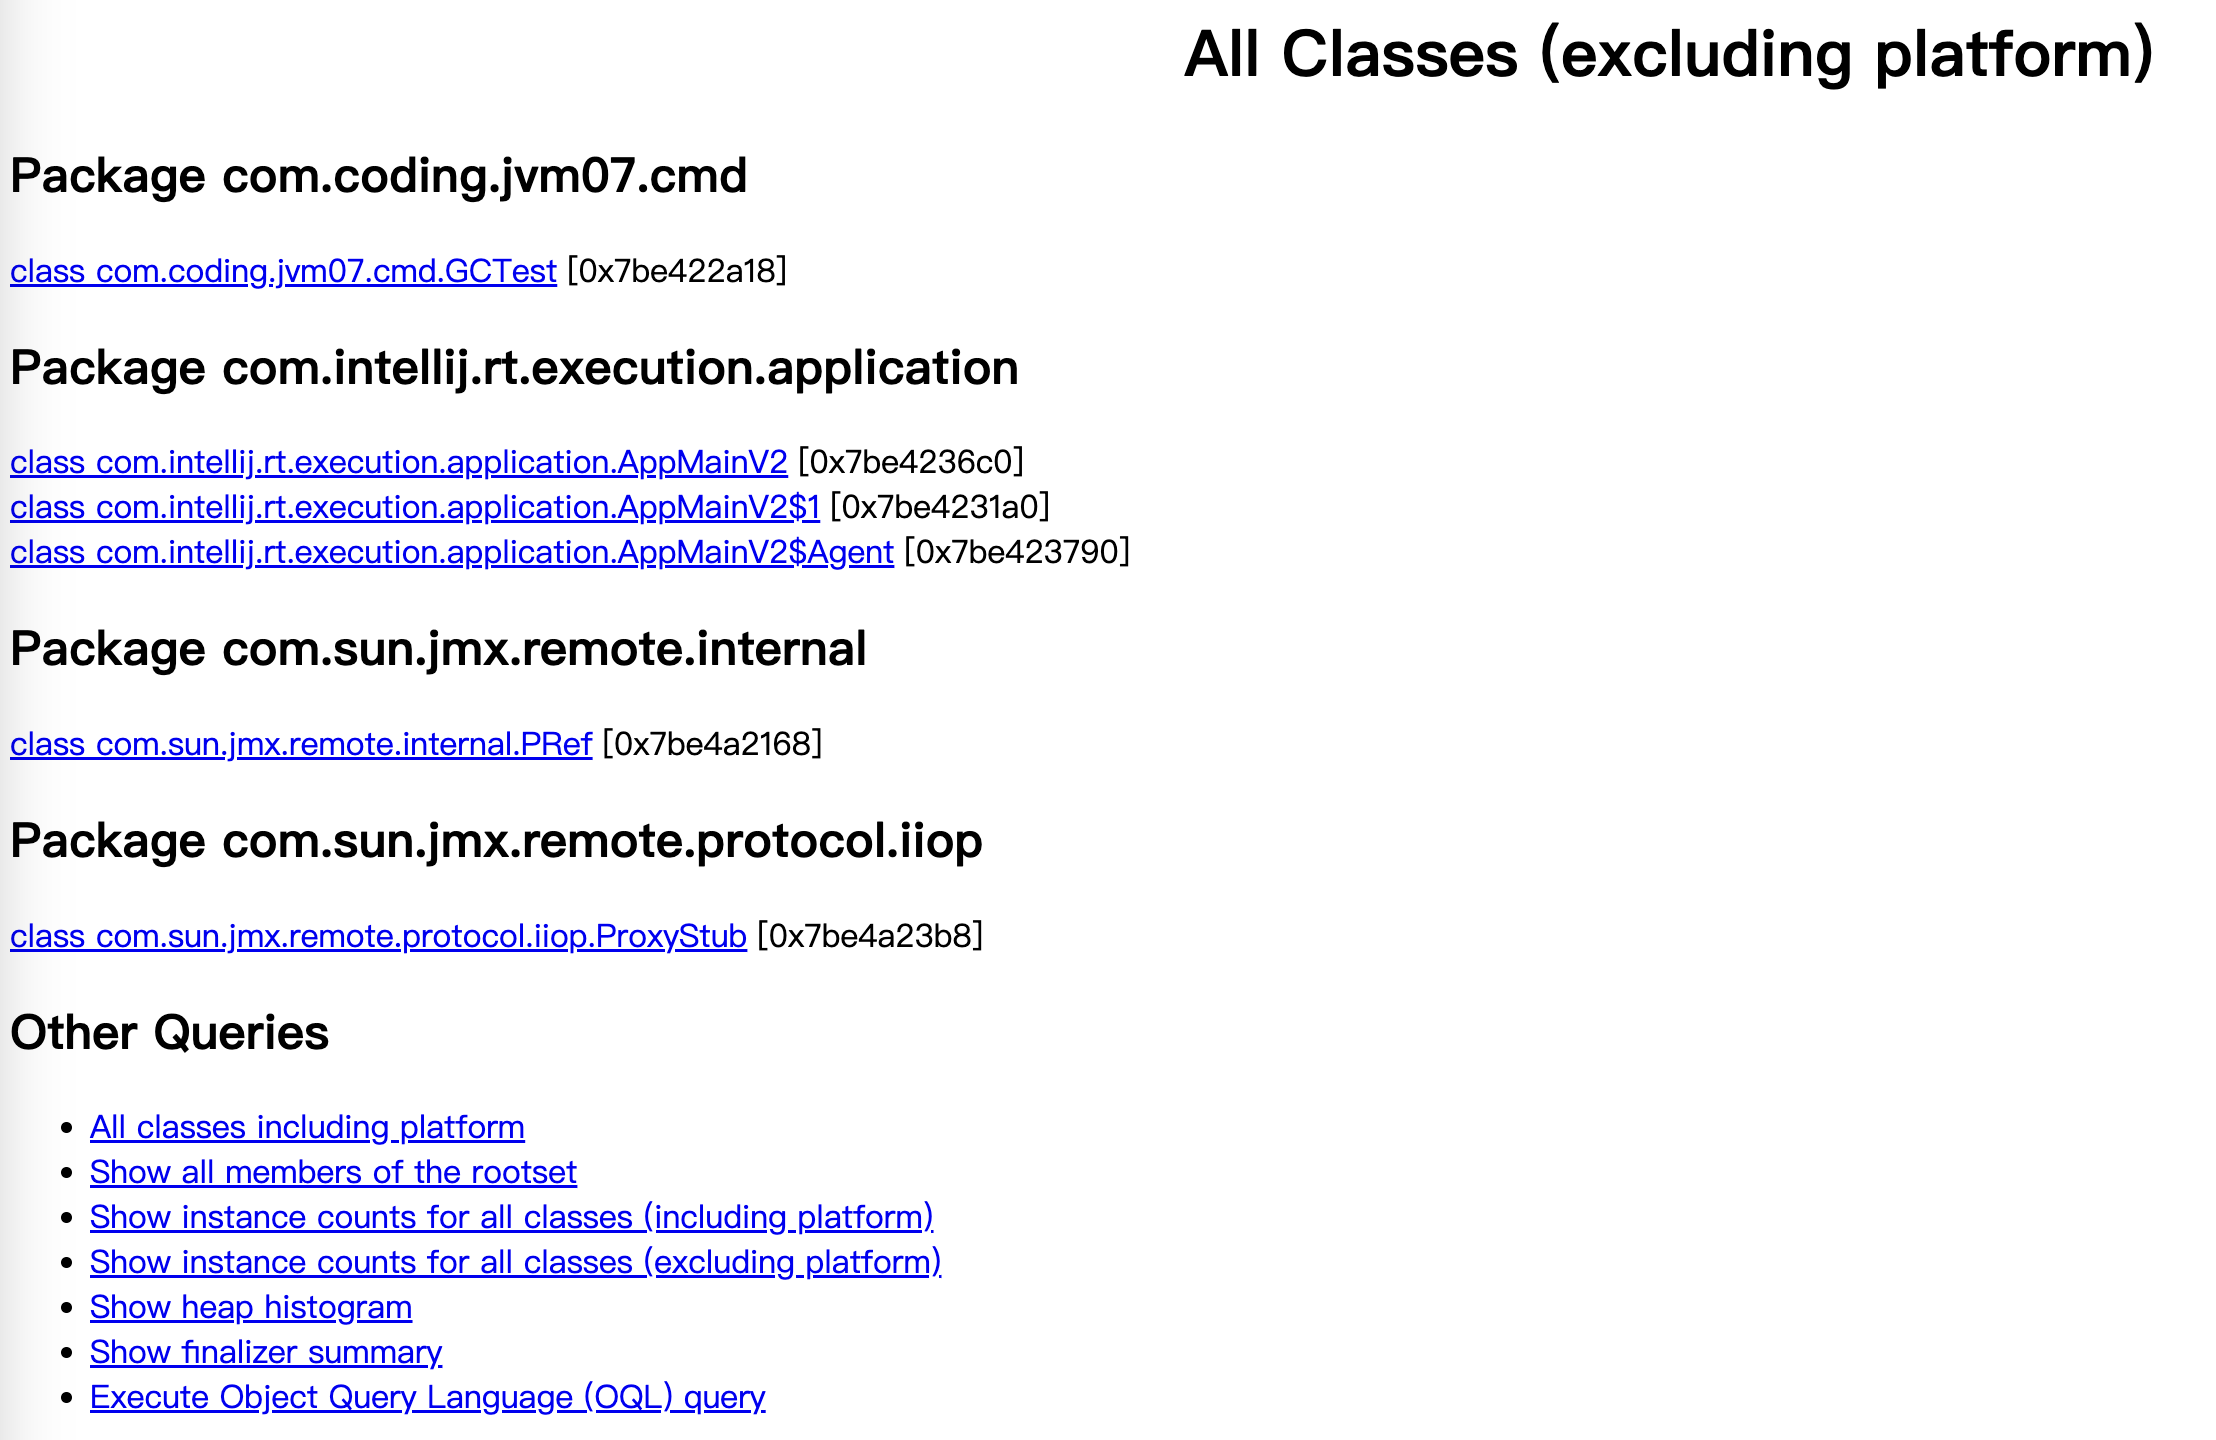 All Classes (excluding platform)
Package com.coding.jvm07.cmd
class com.coding.jvm07.cmd.GCTest [0x7be422a18]
Package com.intellij.rt.execution.application
class com.intellij.rt.execution.application.AppMainV2 [0x7be4236c0]
class com.intellij.rt.execution.application.AppMainV2$1 [0x7be4231a0]
class com.intellij.rt.execution.application.AppMainV2$Agent [0x7be423790]
Package com.sun.jmx.remote.internal
class com.sun.jmx.remote.internal.PRef [0x7be4a2168]
Package com.sun.jmx.remote.protocol.iiop
class com.sun.jmx.remote.protocol.iiop.ProxyStub [0x7be4a23b8]
Other Queries
• All classes including platform
• Show all members of the rootset
• Show instance counts for all classes (including platform)
• Show instance counts for all classes (excluding platform)
• Show heap histogram
• Show finalizer summary
• Execute Object Query Language (OQL) query